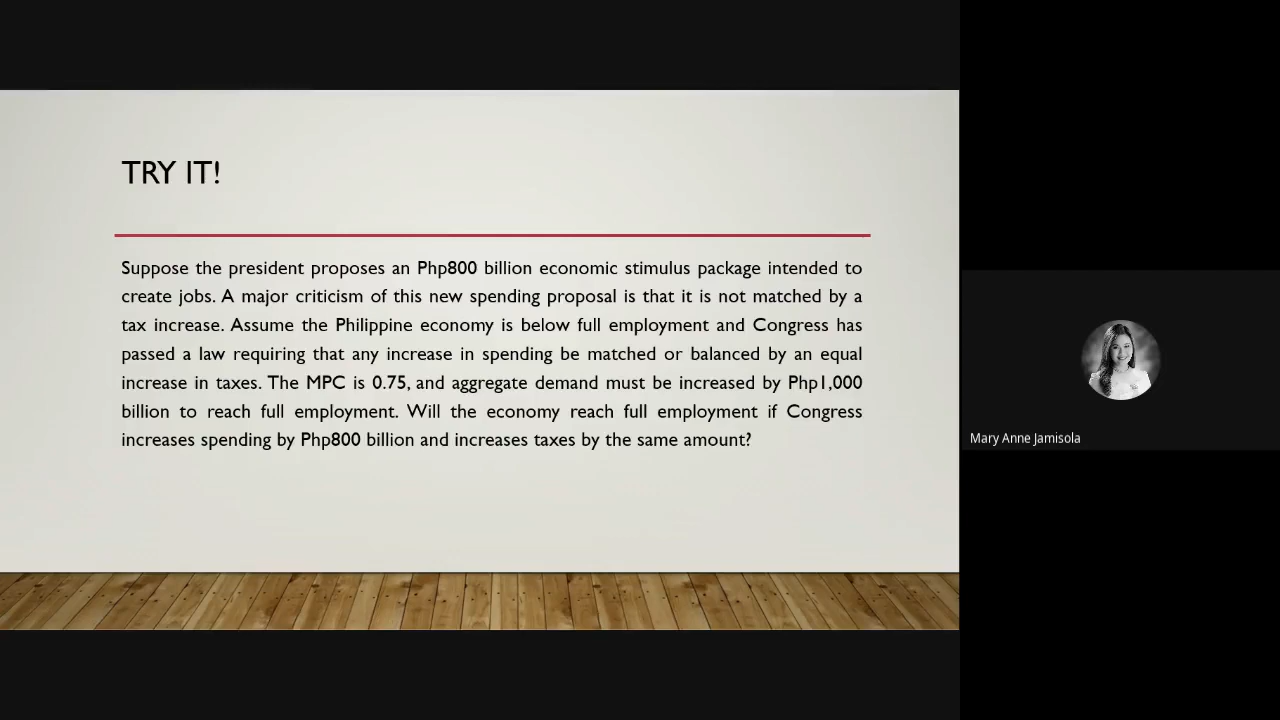 TRY IT!
Suppose the president proposes an Php800 billion economic stimulus package intended to
create jobs. A major criticism of this new spending proposal is that it is not matched by a
tax increase. Assume the Philippine economy is below full employment and Congress has
passed a law requiring that any increase in spending be matched or balanced by an equal
increase in taxes. The MPC is 0.75, and aggregate demand must be increased by Php1,000
billion to reach full employment. Will the economy reach full employment if Congress
increases spending by Php800 billion and increases taxes by the same amount?
Mary Anne Jamisola